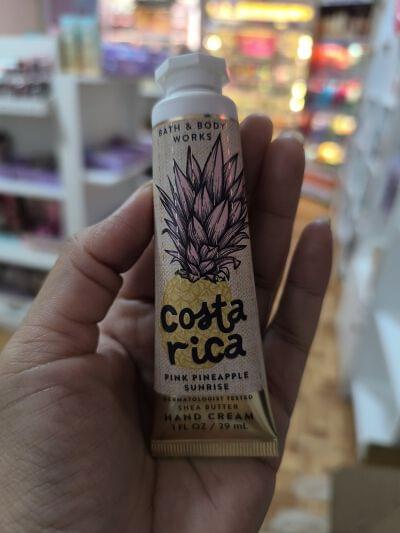 BATH & BODY
WORKS
costa
rica
PINK PINEAPPLE
SUNRISE
DERMATOLOGIST TESTED
SHEA BUTTER
HAND CREAM
1 FL OZ / 29 mL